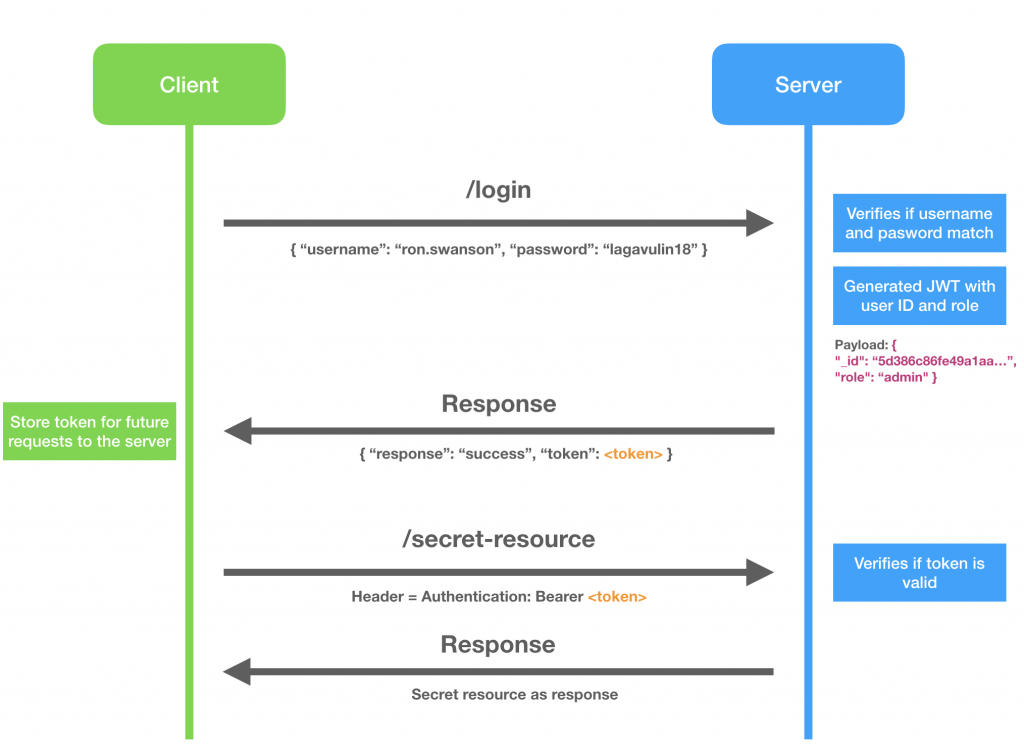 Client
Server
/login
{ “username”: “ron.swanson”, “password”: “lagavulin18” }
Verifies if username
and pasword match
Generated JWT with
user ID and role
Payload: {
"_id": “5d386c86fe49a1aa...”,
"role": “admin" }
Response
{ “response”: “success”, “token”: <token> }
Store token for future
requests to the server
/secret-resource
Header = Authentication: Bearer <token>
Verifies if token is
valid
Response
Secret resource as response